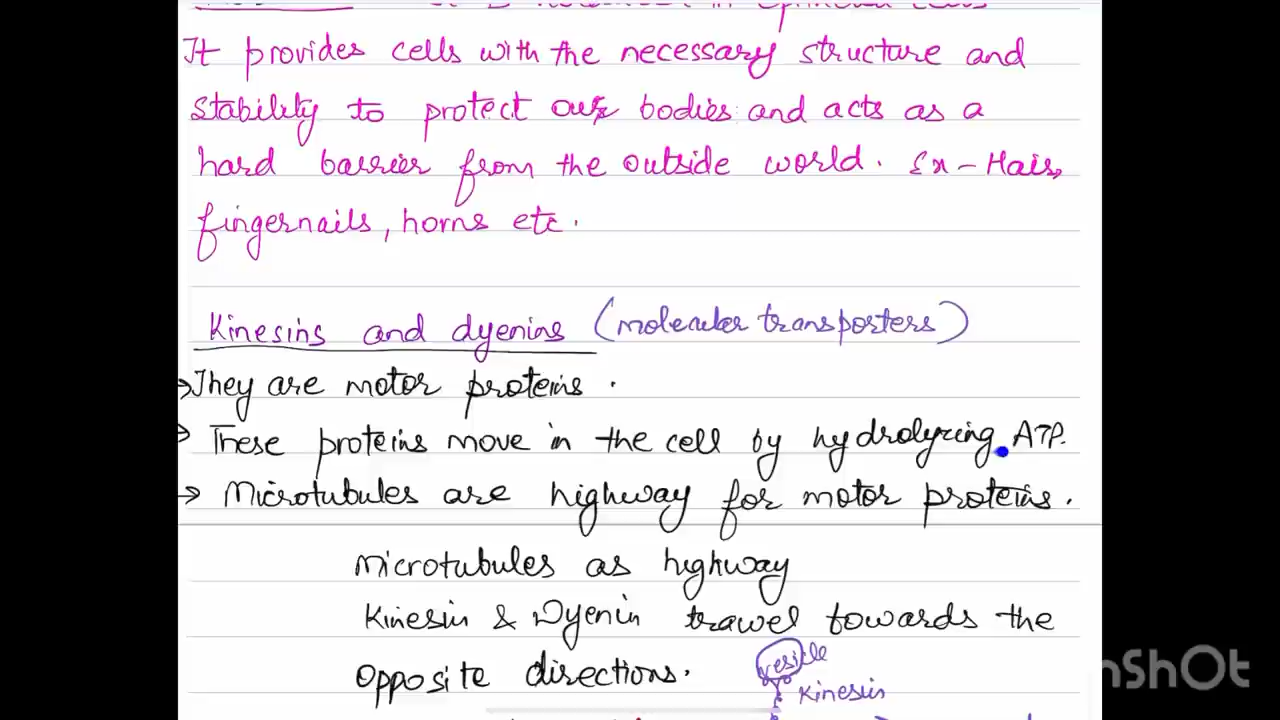 It provides cells with the necessary structure and
stability to protect our bodies and acts as a
hard barrier from the outside world. Ex - Hair,
fingernails, horns etc.
Kinesins and dyenins (molecular transporters)
→ They are motor proteins.
→ These proteins move in the cell by hydrolyzing ATP.
→ Microtubules are highway for motor proteins.
Microtubules as highway
Kinesin & Dyenin travel towards the
opposite directions.
vesicle
Kinesin
nShOt